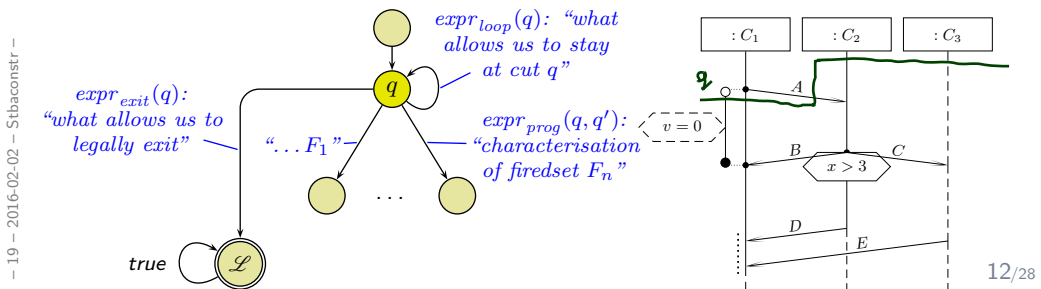 – 19 – 2016-02-02 – Stbaconstr –
expr_loop(q): “what
allows us to stay
at cut q”
q
expr_exit(q):
“what allows us to
legally exit”
“…F_1”
expr_prog(q, q′):
“characterisation
of firedset F_n”
…
true
ℒ
: C_1
: C_2
: C_3
q
A
v = 0
B
C
x > 3
D
E
12/28